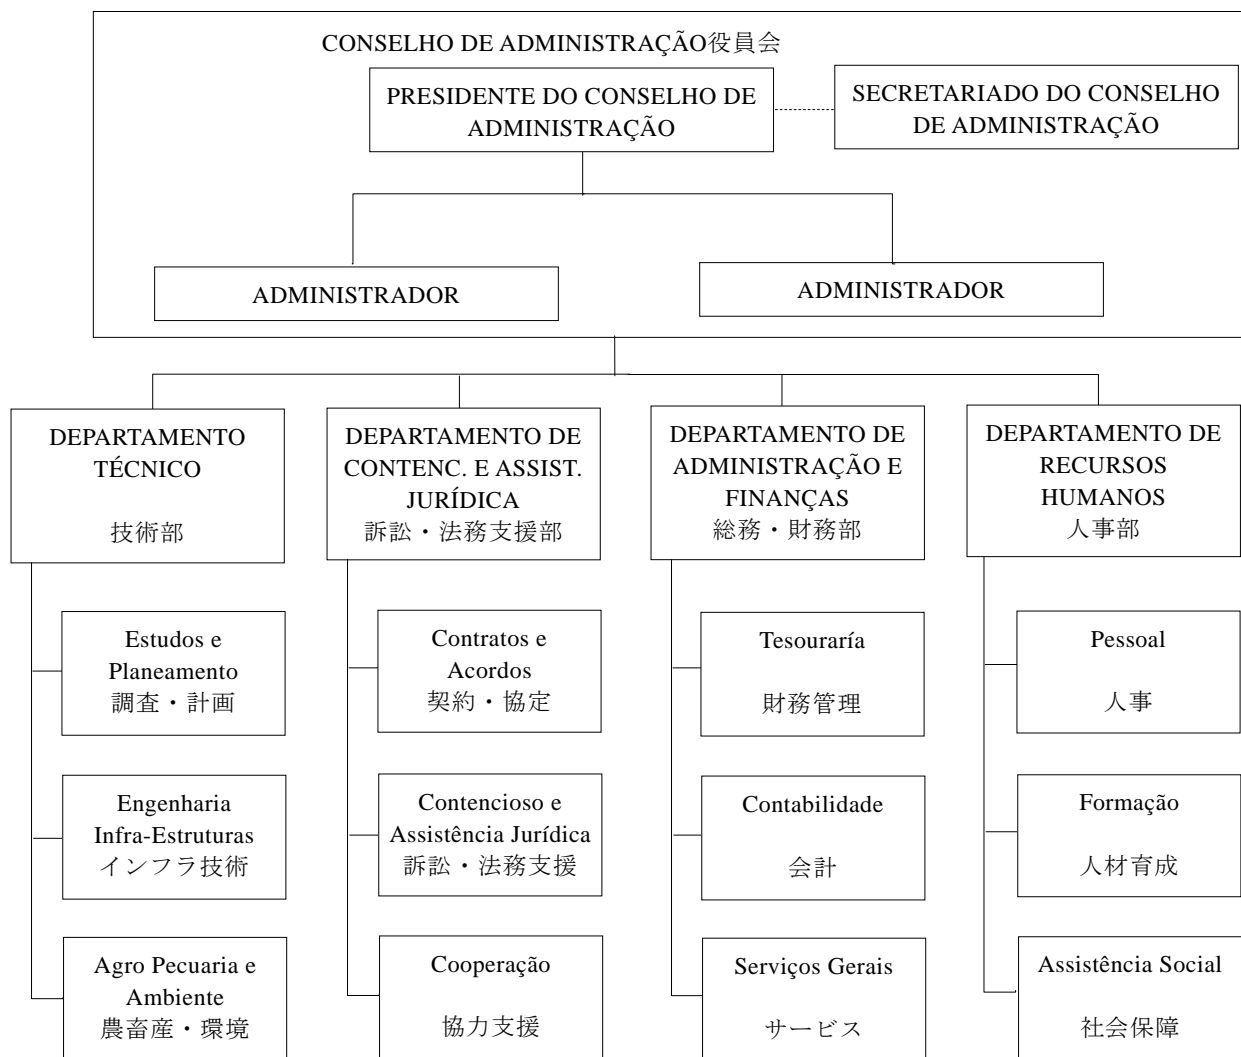 CONSELHO DE ADMINISTRAÇÃO役員会
PRESIDENTE DO CONSELHO DE
ADMINISTRAÇÃO
SECRETARIADO DO CONSELHO
DE ADMINISTRAÇÃO
ADMINISTRADOR
ADMINISTRADOR
DEPARTAMENTO
TÉCNICO
技術部
DEPARTAMENTO DE
CONTENC. E ASSIST.
JURÍDICA
訴訟・法務支援部
DEPARTAMENTO DE
ADMINISTRAÇÃO E
FINANÇAS
総務・財務部
DEPARTAMENTO DE
RECURSOS
HUMANOS
人事部
Estudos e
Planeamento
調査・計画
Contratos e
Acordos
契約・協定
Tesouraría
財務管理
Pessoal
人事
Engenharia
Infra-Estruturas
インフラ技術
Contencioso e
Assistência Jurídica
訴訟・法務支援
Contabilidade
会計
Formação
人材育成
Agro Pecuaria e
Ambiente
農畜産・環境
Cooperação
協力支援
Serviços Gerais
サービス
Assistência Social
社会保障